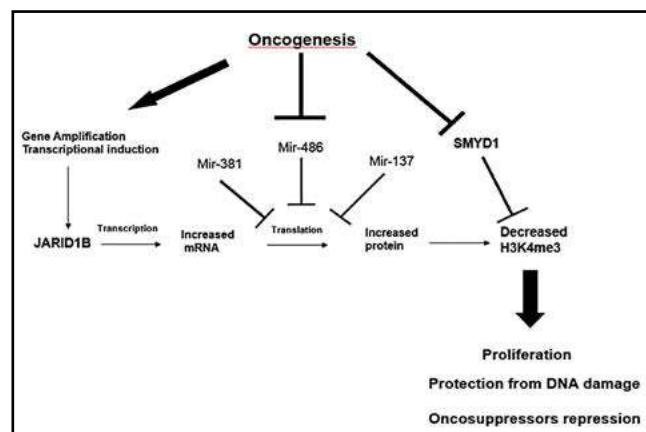 Oncogenesis
Gene Amplification
Transcriptional induction
SMYD1
Mir-486
Mir-381
Mir-137
JARID1B
Transcription
Increased
mRNA
Translation
Increased
protein
Decreased
H3K4me3
Proliferation
Protection from DNA damage
Oncosuppressors repression